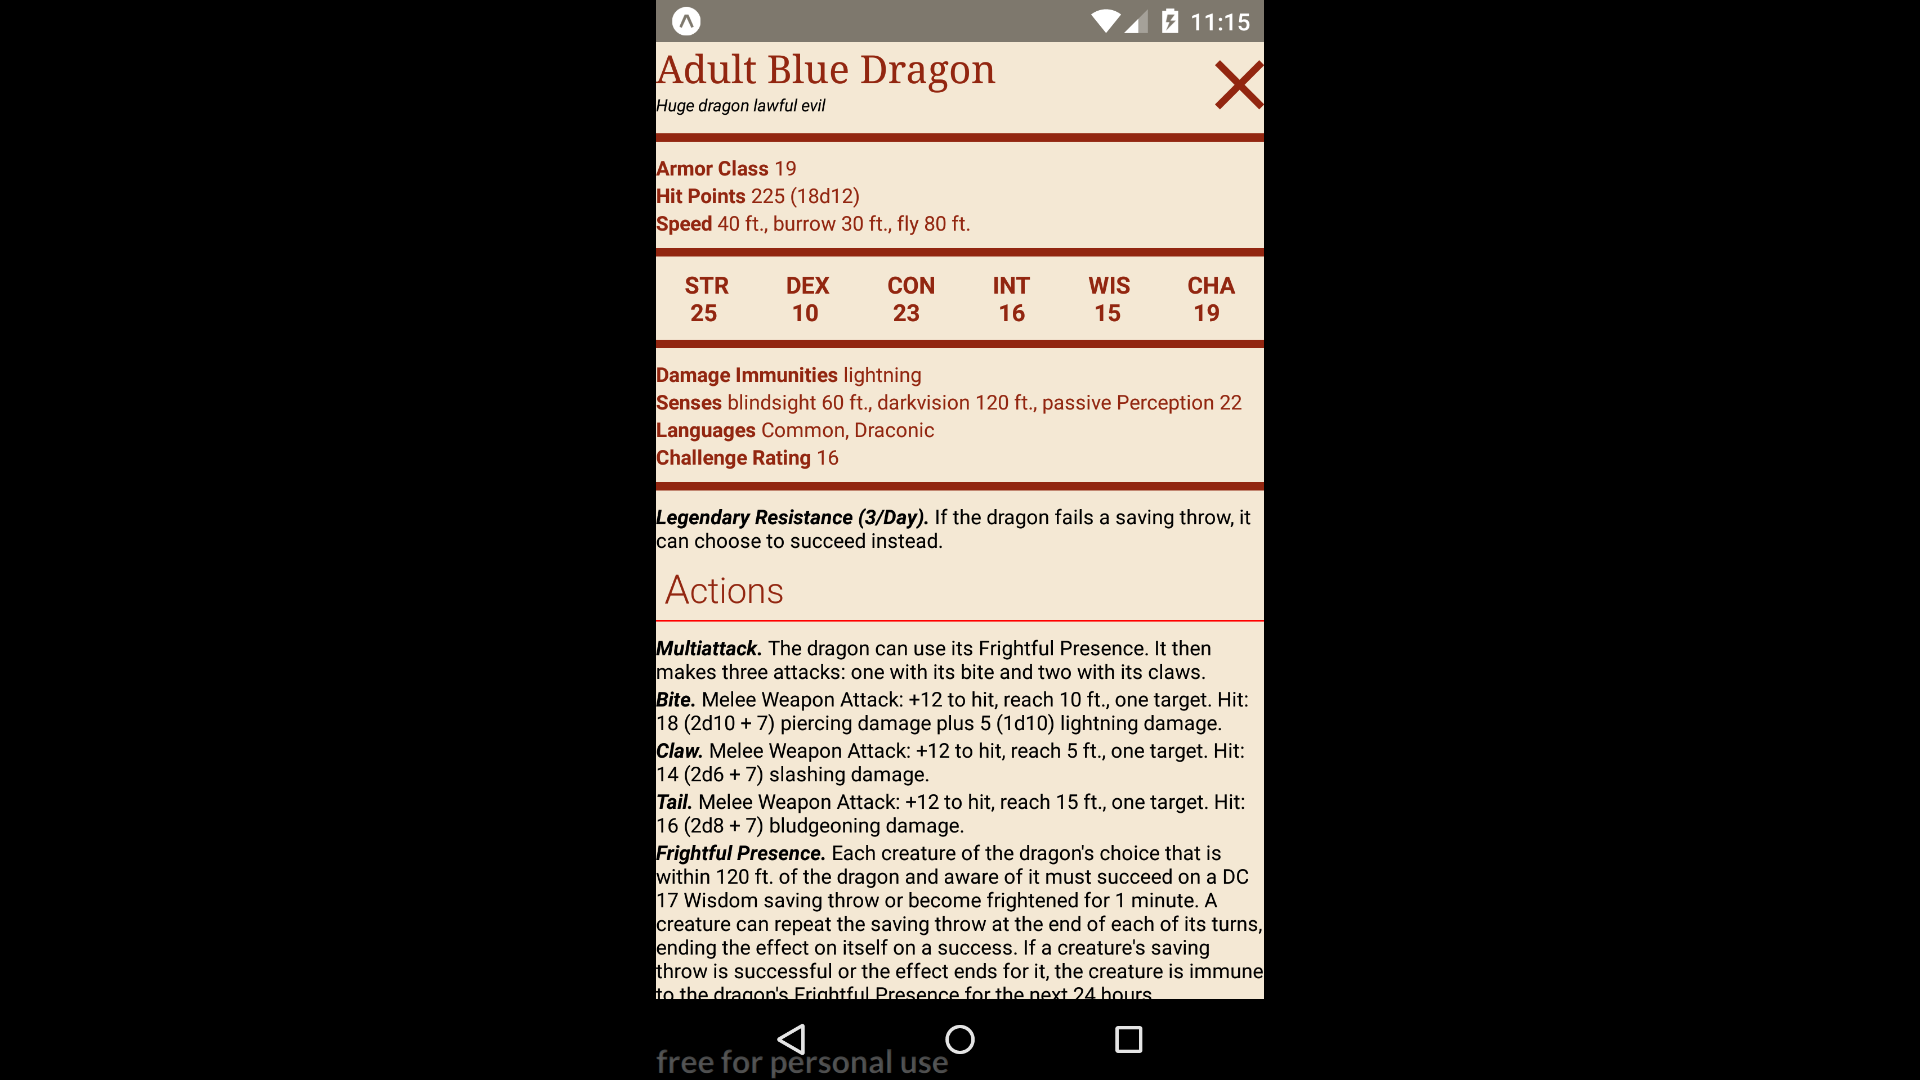 11:15
Adult Blue Dragon
Huge dragon lawful evil
Armor Class 19
Hit Points 225 (18d12)
Speed 40 ft., burrow 30 ft., fly 80 ft.
STR DEX CON INT WIS CHA
25 10 23 16 15 19
Damage Immunities lightning
Senses blindsight 60 ft., darkvision 120 ft., passive Perception 22
Languages Common, Draconic
Challenge Rating 16
Legendary Resistance (3/Day). If the dragon fails a saving throw, it
can choose to succeed instead.
Actions
Multiattack. The dragon can use its Frightful Presence. It then
makes three attacks: one with its bite and two with its claws.
Bite. Melee Weapon Attack: +12 to hit, reach 10 ft., one target. Hit:
18 (2d10 + 7) piercing damage plus 5 (1d10) lightning damage.
Claw. Melee Weapon Attack: +12 to hit, reach 5 ft., one target. Hit:
14 (2d6 + 7) slashing damage.
Tail. Melee Weapon Attack: +12 to hit, reach 15 ft., one target. Hit:
16 (2d8 + 7) bludgeoning damage.
Frightful Presence. Each creature of the dragon's choice that is
within 120 ft. of the dragon and aware of it must succeed on a DC
17 Wisdom saving throw or become frightened for 1 minute. A
creature can repeat the saving throw at the end of each of its turns,
ending the effect on itself on a success. If a creature's saving
throw is successful or the effect ends for it, the creature is immune
to the dragon's Frightful Presence for the next 24 hours.
free for personal use